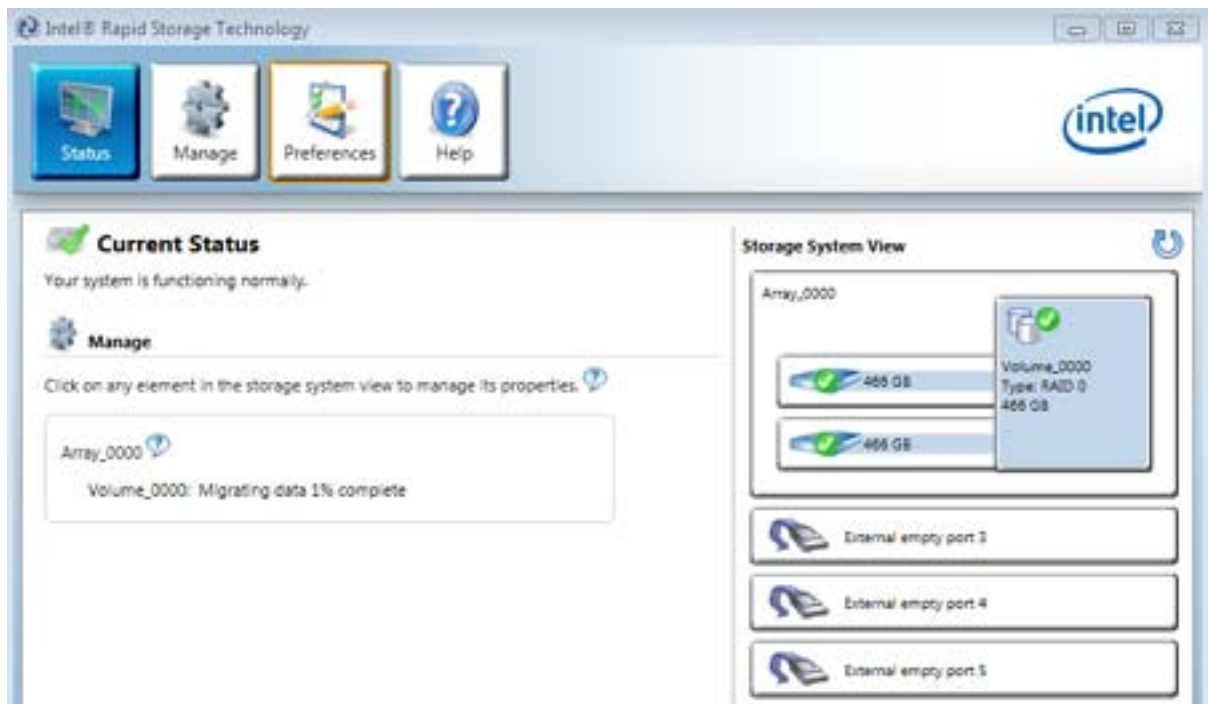 Intel® Rapid Storage Technology
Status
Manage
Preferences
Help
intel
Current Status
Your system is functioning normally.
Manage
Click on any element in the storage system view to manage its properties.
Array_0000
Volume_0000: Migrating data 1% complete
Storage System View
Array_0000
466 GB
466 GB
Volume_0000
Type: RAID 0
466 GB
External empty port 3
External empty port 4
External empty port 5